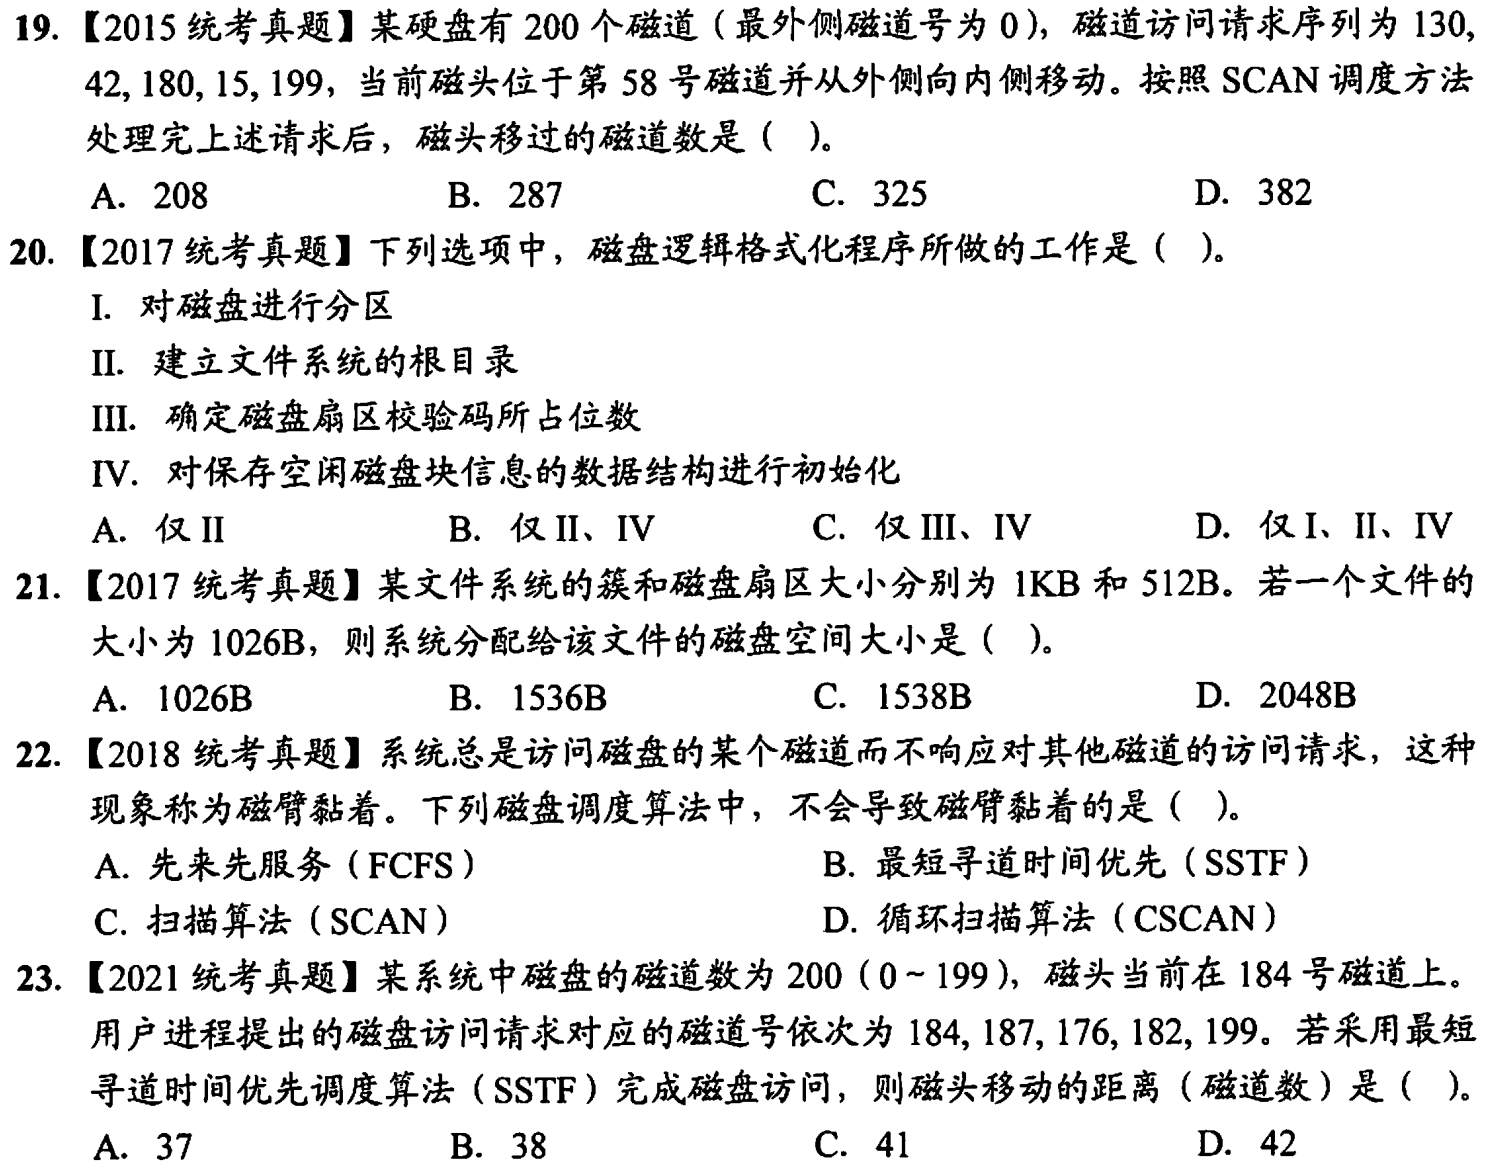 19. 【2015 统考真题】某硬盘有 200 个磁道（最外侧磁道号为 0），磁道访问请求序列为 130,
42, 180, 15, 199，当前磁头位于第 58 号磁道并从外侧向内侧移动。按照 SCAN 调度方法
处理完上述请求后，磁头移过的磁道数是（ ）。
A. 208 B. 287 C. 325 D. 382
20. 【2017 统考真题】下列选项中，磁盘逻辑格式化程序所做的工作是（ ）。
I. 对磁盘进行分区
II. 建立文件系统的根目录
III. 确定磁盘扇区校验码所占位数
IV. 对保存空闲磁盘块信息的数据结构进行初始化
A. 仅 II B. 仅 II、IV C. 仅 III、IV D. 仅 I、II、IV
21. 【2017 统考真题】某文件系统的簇和磁盘扇区大小分别为 1KB 和 512B。若一个文件的
大小为 1026B，则系统分配给该文件的磁盘空间大小是（ ）。
A. 1026B B. 1536B C. 1538B D. 2048B
22. 【2018 统考真题】系统总是访问磁盘的某个磁道而不响应对其他磁道的访问请求，这种
现象称为磁臂黏着。下列磁盘调度算法中，不会导致磁臂黏着的是（ ）。
A. 先来先服务（FCFS） B. 最短寻道时间优先（SSTF）
C. 扫描算法（SCAN） D. 循环扫描算法（CSCAN）
23. 【2021 统考真题】某系统中磁盘的磁道数为 200（0 ~ 199），磁头当前在 184 号磁道上。
用户进程提出的磁盘访问请求对应的磁道号依次为 184, 187, 176, 182, 199。若采用最短
寻道时间优先调度算法（SSTF）完成磁盘访问，则磁头移动的距离（磁道数）是（ ）。
A. 37 B. 38 C. 41 D. 42